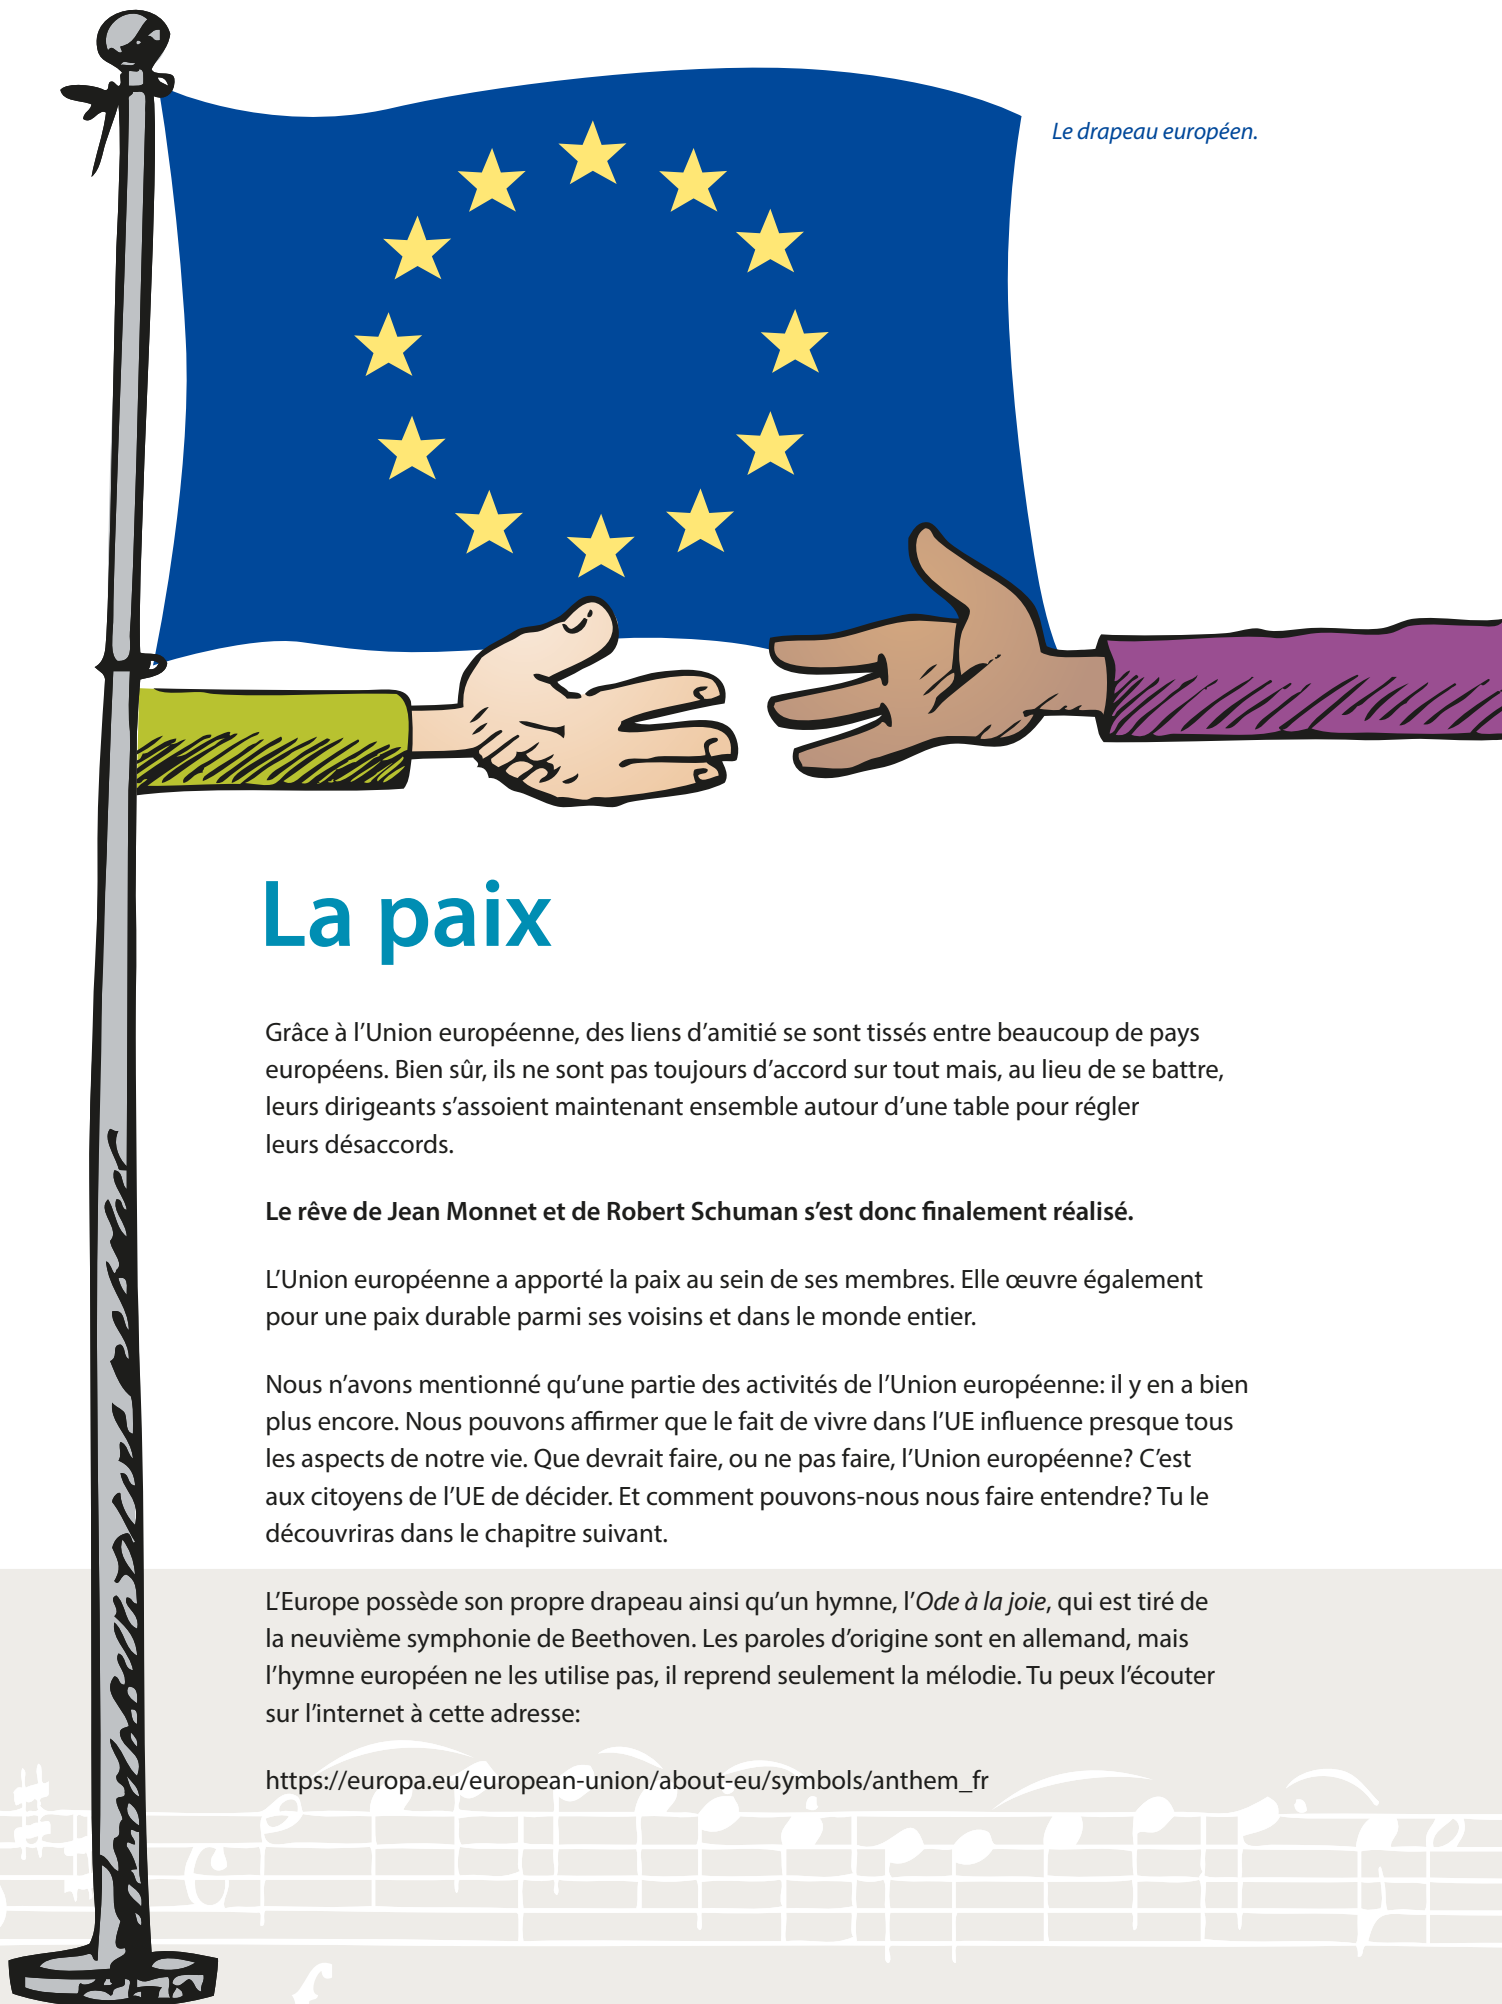 Le drapeau européen.
La paix
Grâce à l’Union européenne, des liens d’amitié se sont tissés entre beaucoup de pays
européens. Bien sûr, ils ne sont pas toujours d’accord sur tout mais, au lieu de se battre,
leurs dirigeants s’assoient maintenant ensemble autour d’une table pour régler
leurs désaccords.
Le rêve de Jean Monnet et de Robert Schuman s’est donc finalement réalisé.
L’Union européenne a apporté la paix au sein de ses membres. Elle œuvre également
pour une paix durable parmi ses voisins et dans le monde entier.
Nous n’avons mentionné qu’une partie des activités de l’Union européenne: il y en a bien
plus encore. Nous pouvons affirmer que le fait de vivre dans l’UE influence presque tous
les aspects de notre vie. Que devrait faire, ou ne pas faire, l’Union européenne? C’est
aux citoyens de l’UE de décider. Et comment pouvons-nous nous faire entendre? Tu le
découvriras dans le chapitre suivant.
L’Europe possède son propre drapeau ainsi qu’un hymne, l’Ode à la joie, qui est tiré de
la neuvième symphonie de Beethoven. Les paroles d’origine sont en allemand, mais
l’hymne européen ne les utilise pas, il reprend seulement la mélodie. Tu peux l’écouter
sur l’internet à cette adresse:
https://europa.eu/european-union/about-eu/symbols/anthem_fr